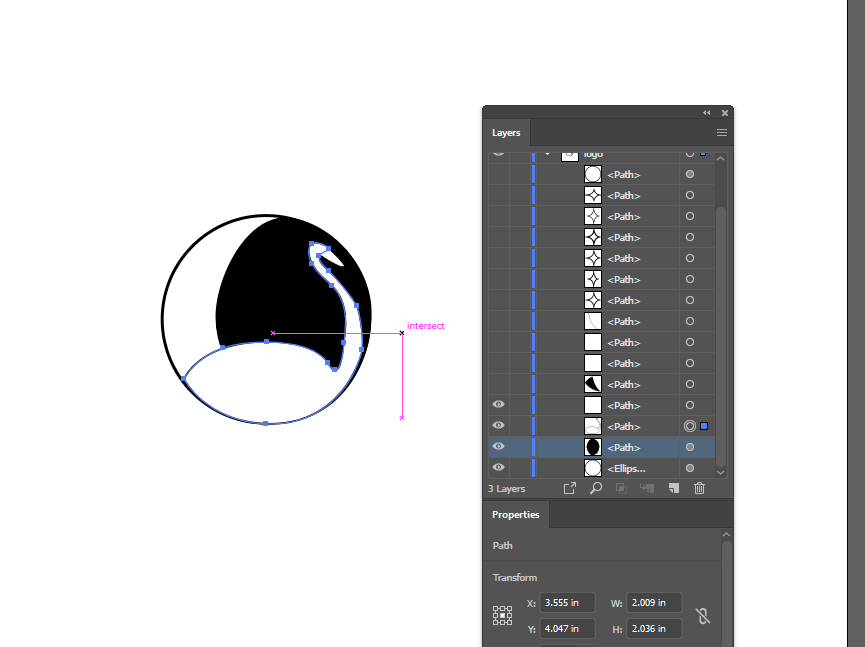 Layers
logo
<Path>
<Path>
<Path>
<Path>
<Path>
<Path>
<Path>
<Path>
<Path>
<Path>
<Path>
<Path>
<Path>
<Path>
<Ellips...
3 Layers
intersect
Properties
Path
Transform
X: 3.555 in W: 2.009 in
Y: 4.047 in H: 2.036 in